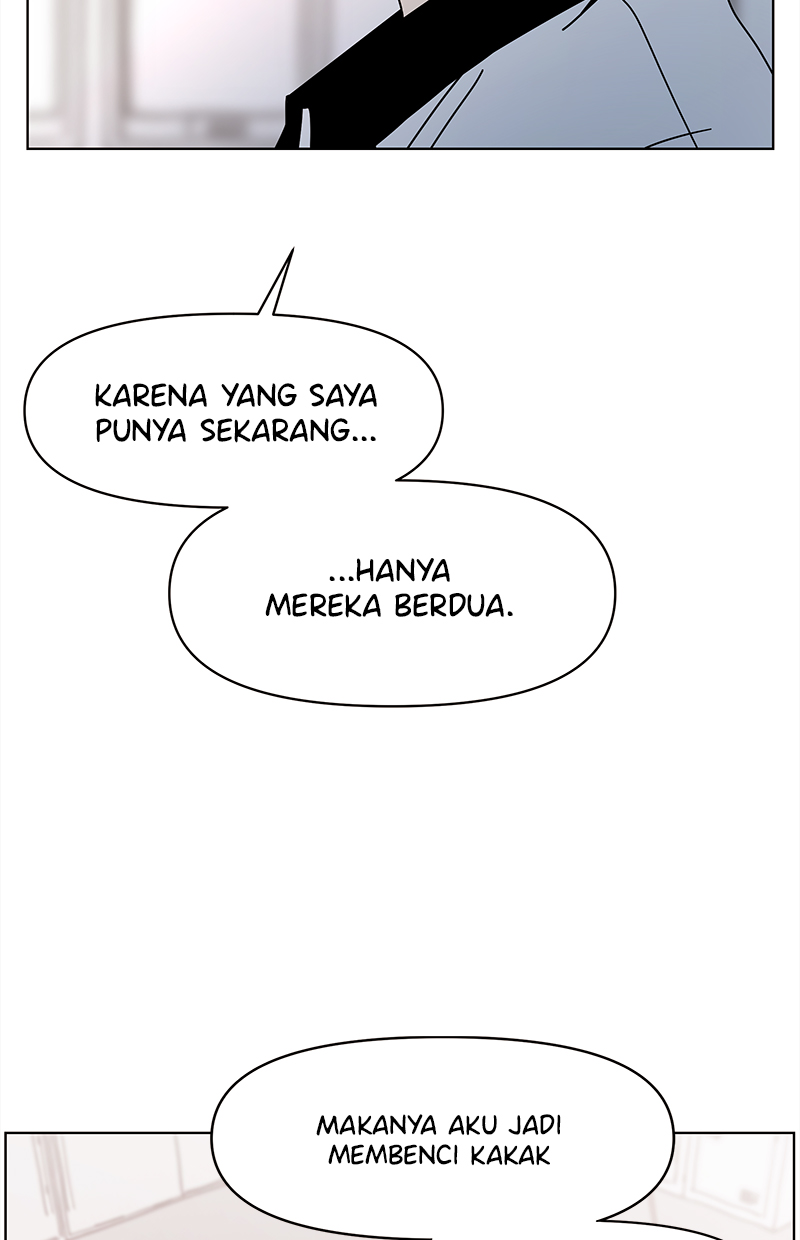 KARENA YANG SAYA
PUNYA SEKARANG...
...HANYA
MEREKA BERDUA.
MAKANYA AKU JADI
MEMBENCI KAKAK